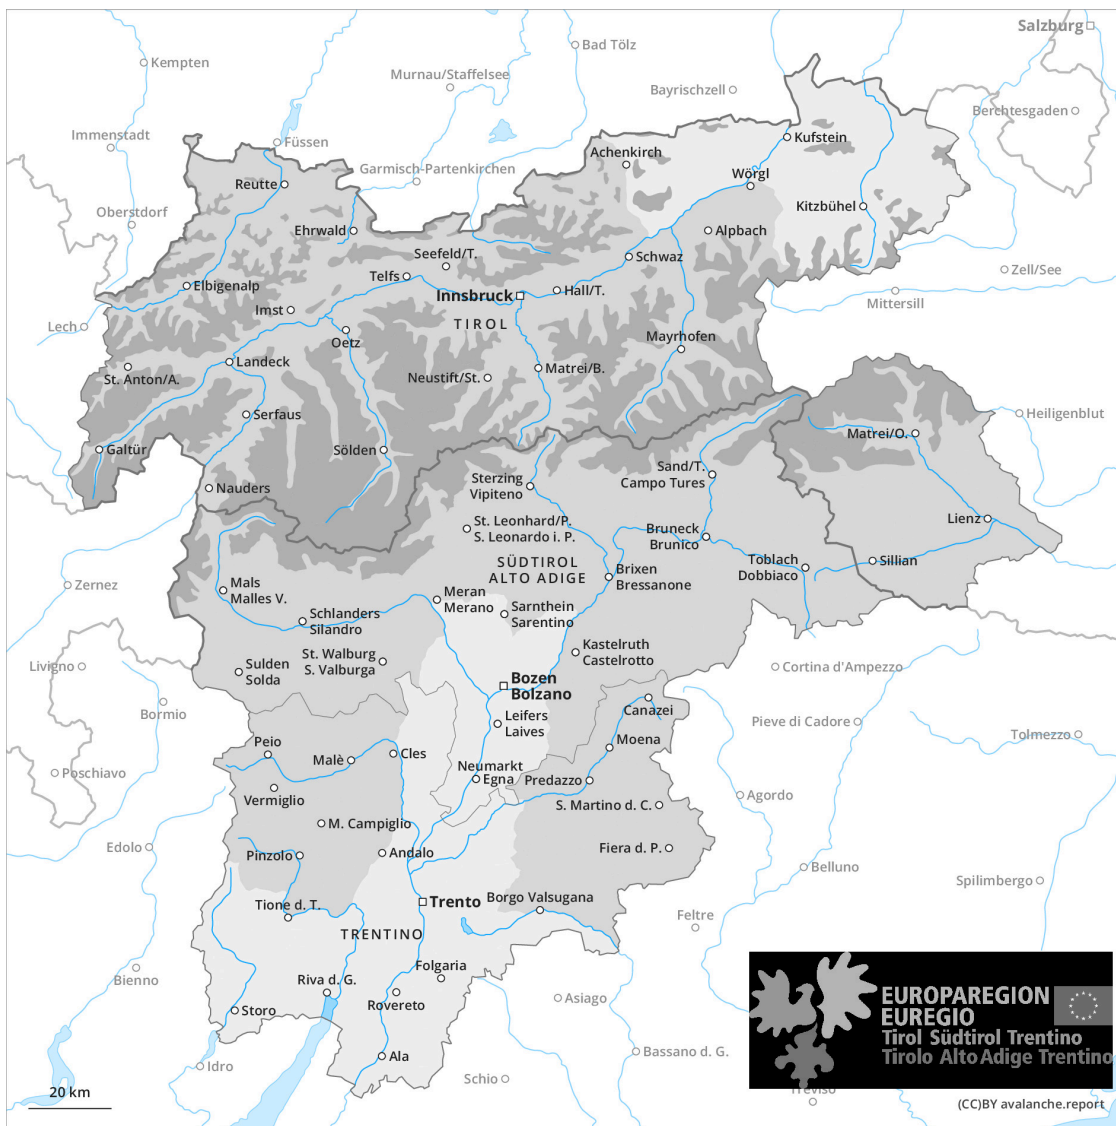 Salzburg
Bad Tölz
Kempten
Murnau/Staffelsee
Bayrischzell
Berchtesgaden
Immenstadt
Füssen
Kufstein
Achenkirch
Garmisch-Partenkirchen
Wörgl
Reutte
Kitzbühel
Oberstdorf
Ehrwald
Alpbach
Seefeld/T.
Schwaz
Telfs
Zell/See
Elbigenalp
Innsbruck
Hall/T.
Mittersill
Imst
TIROL
Lech
Oetz
Mayrhofen
Landeck
Matrei/B.
St. Anton/A.
Neustift/St.
Serfaus
Heiligenblut
Matrei/O.
Galtür
Sölden
Sand/T.
Campo Tures
Sterzing
Vipiteno
Nauders
Lienz
St. Leonhard/P.
S. Leonardo i. P.
Bruneck
Brunico
SÜDTIROL
ALTO ADIGE
Toblach
Dobbiaco
Sillian
Brixen
Bressanone
Zernez
Mals
Malles V.
Meran
Merano
Sarnthein
Sarentino
Schlanders
Silandro
Kastelruth
Castelrotto
St. Walburg
S. Valburga
Livigno
Sulden
Solda
Cortina d'Ampezzo
Bozen
Bolzano
Bormio
Canazei
Leifers
Laives
Pieve di Cadore
Tolmezzo
Peio
Moena
Malè
Cles
Neumarkt
Egna
Poschiavo
Predazzo
Vermiglio
Agordo
S. Martino d. C.
M. Campiglio
Edolo
Pinzolo
Andalo
Fiera d. P.
Belluno
Spilimbergo
Tione d. T.
Trento
Borgo Valsugana
Feltre
TRENTINO
Bienno
Riva d. G.
Folgaria
Rovereto
Asiago
Storo
EUROPAREGION
EUREGIO
Tirol Südtirol Trentino
Tirolo Alto Adige Trentino
Ala
Bassano d. G.
Idro
Schio
Treviso
20 km
(CC)BY avalanche.report